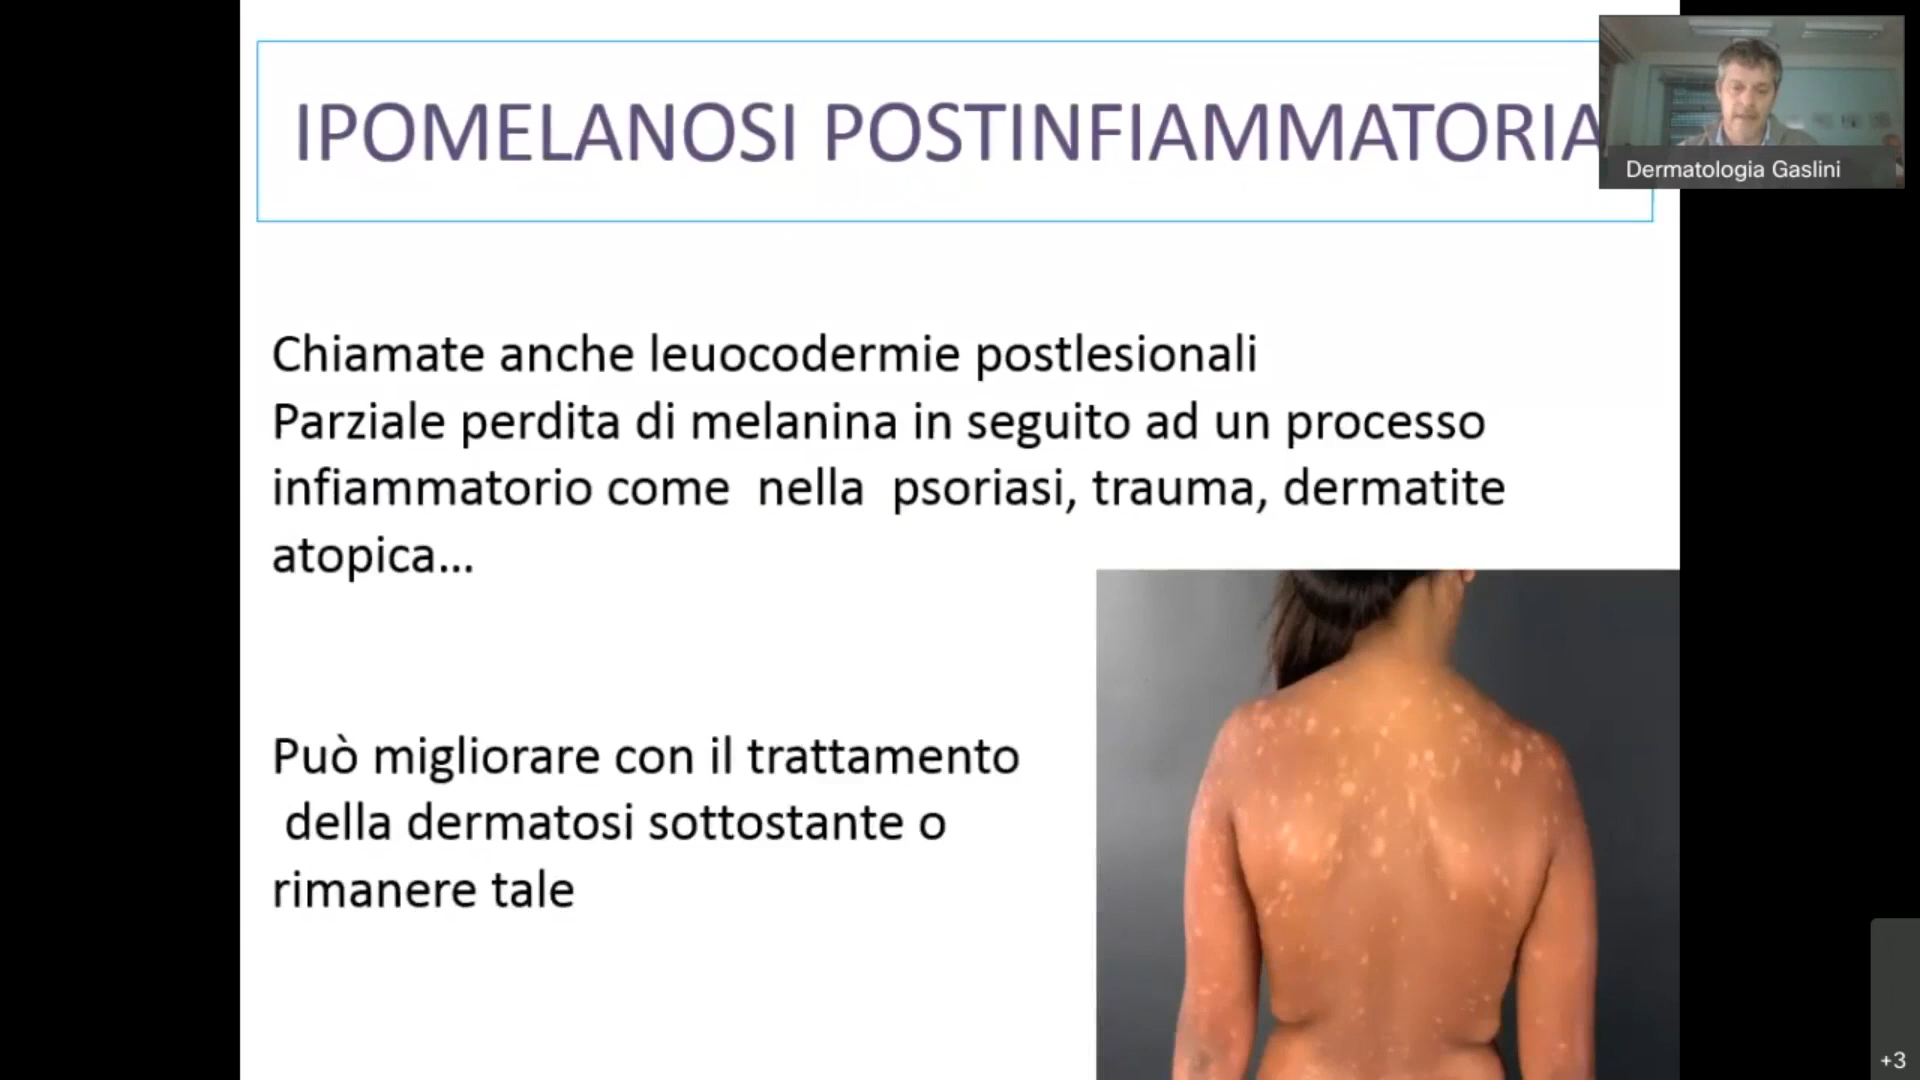 IPOMELANOSI POSTINFIAMMATORIA
Dermatologia Gaslini
Chiamate anche leuocodermie postlesionali
Parziale perdita di melanina in seguito ad un processo
infiammatorio come nella psoriasi, trauma, dermatite
atopica...
Può migliorare con il trattamento
della dermatosi sottostante o
rimanere tale
+3